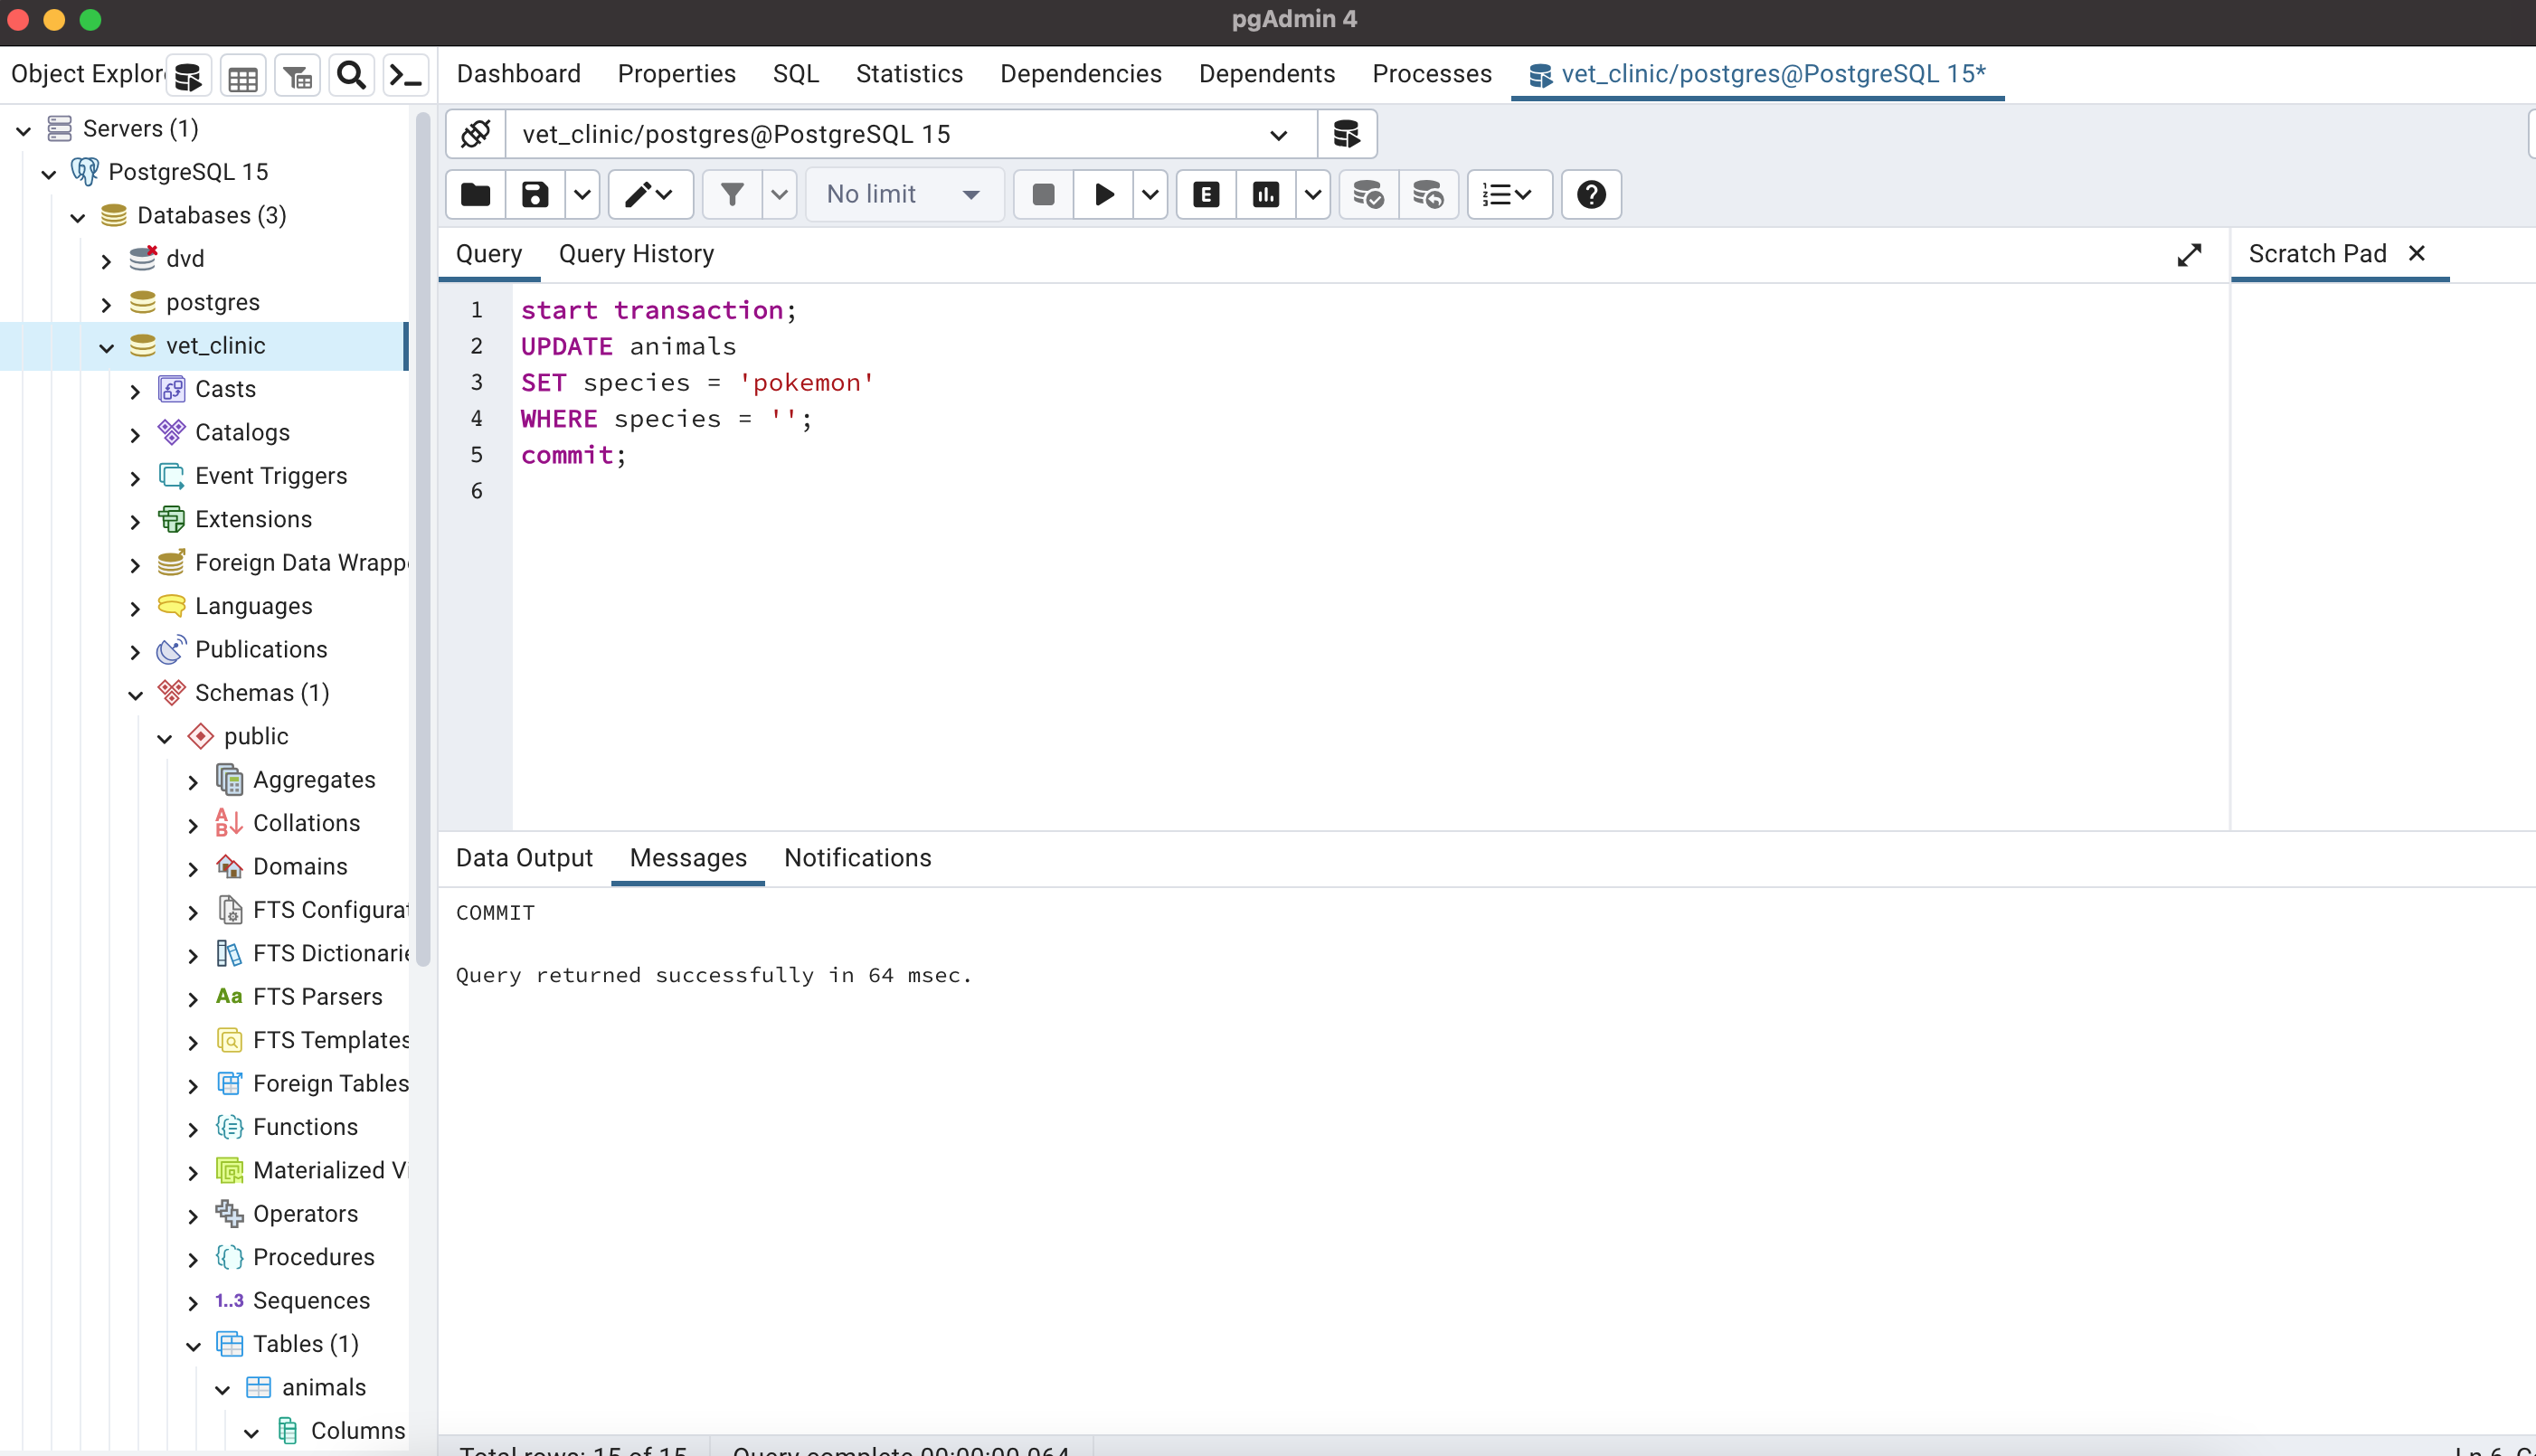 pgAdmin 4
Object Explor
Dashboard Properties SQL Statistics Dependencies Dependents Processes vet_clinic/postgres@PostgreSQL 15*
Servers (1)
PostgreSQL 15
Databases (3)
dvd
postgres
vet_clinic
Casts
Catalogs
Event Triggers
Extensions
Foreign Data Wrapp
Languages
Publications
Schemas (1)
public
Aggregates
Collations
Domains
FTS Configurat
FTS Dictionarie
Aa FTS Parsers
FTS Templates
Foreign Tables
Functions
Materialized Vi
Operators
Procedures
1..3 Sequences
Tables (1)
animals
Columns
vet_clinic/postgres@PostgreSQL 15
No limit
E
Query Query History
Scratch Pad
1 start transaction;
2 UPDATE animals
3 SET species = 'pokemon'
4 WHERE species = '';
5 commit;
6
Data Output Messages Notifications
COMMIT
Query returned successfully in 64 msec.
Total rows: 15 of 15 Query complete 00:00:00.064
Ln 6,